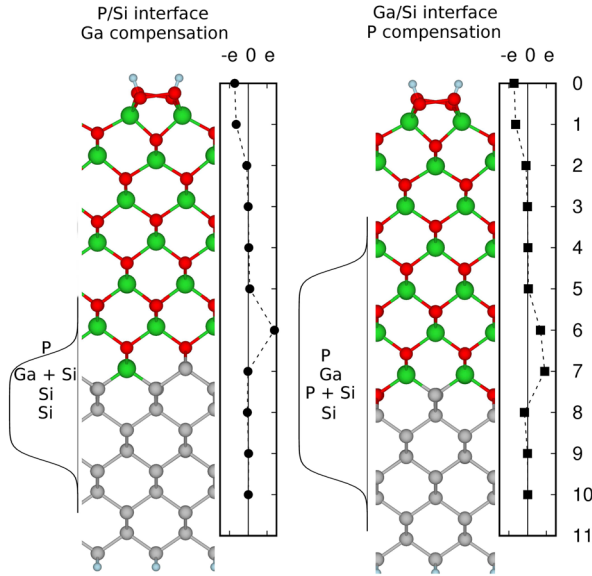 P/Si interface
Ga compensation
Ga/Si interface
P compensation
-e 0 e
-e 0 e
0
1
2
3
4
5
6
7
8
9
10
11
P
Ga + Si
Si
Si
P
Ga
P + Si
Si